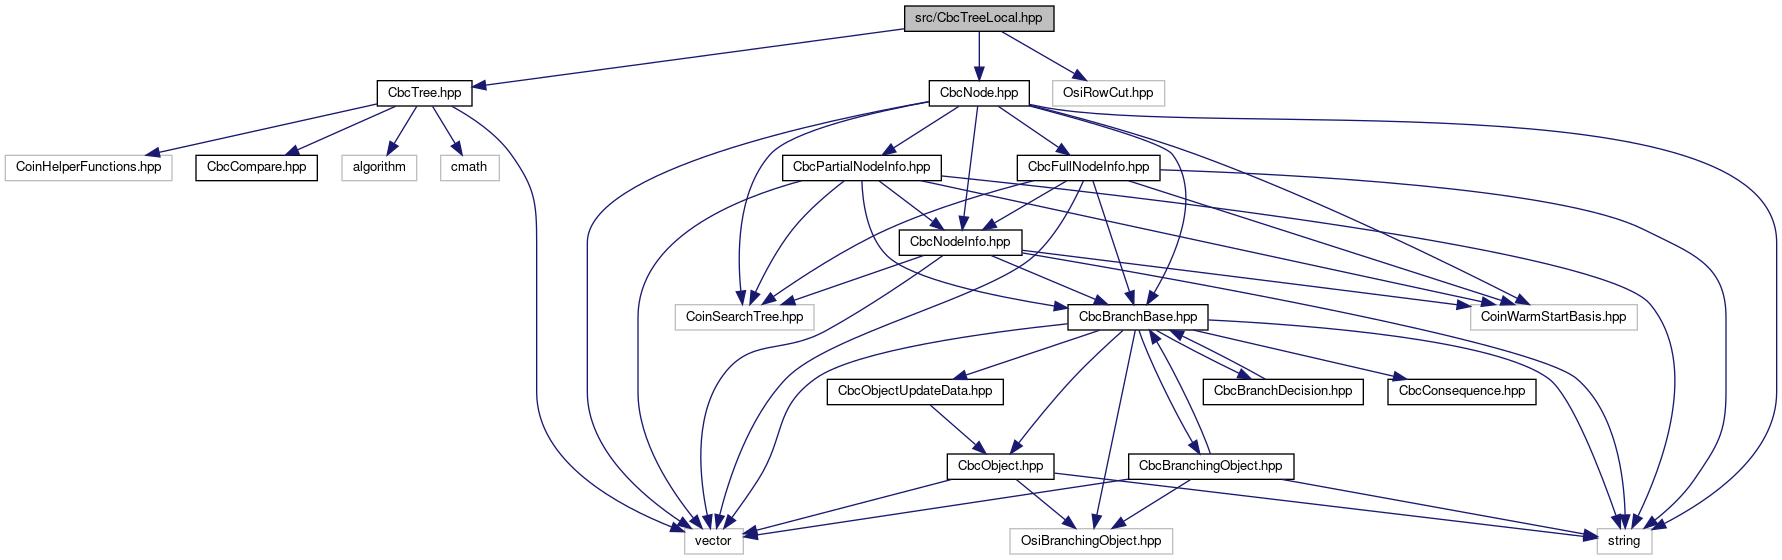 src/CbcTreeLocal.hpp
CbcTree.hpp
CbcNode.hpp
OsiRowCut.hpp
CoinHelperFunctions.hpp
CbcCompare.hpp
algorithm
cmath
CbcPartialNodeInfo.hpp
CbcFullNodeInfo.hpp
CbcNodeInfo.hpp
CoinSearchTree.hpp
CbcBranchBase.hpp
CoinWarmStartBasis.hpp
CbcObjectUpdateData.hpp
CbcBranchDecision.hpp
CbcConsequence.hpp
CbcObject.hpp
CbcBranchingObject.hpp
vector
OsiBranchingObject.hpp
string